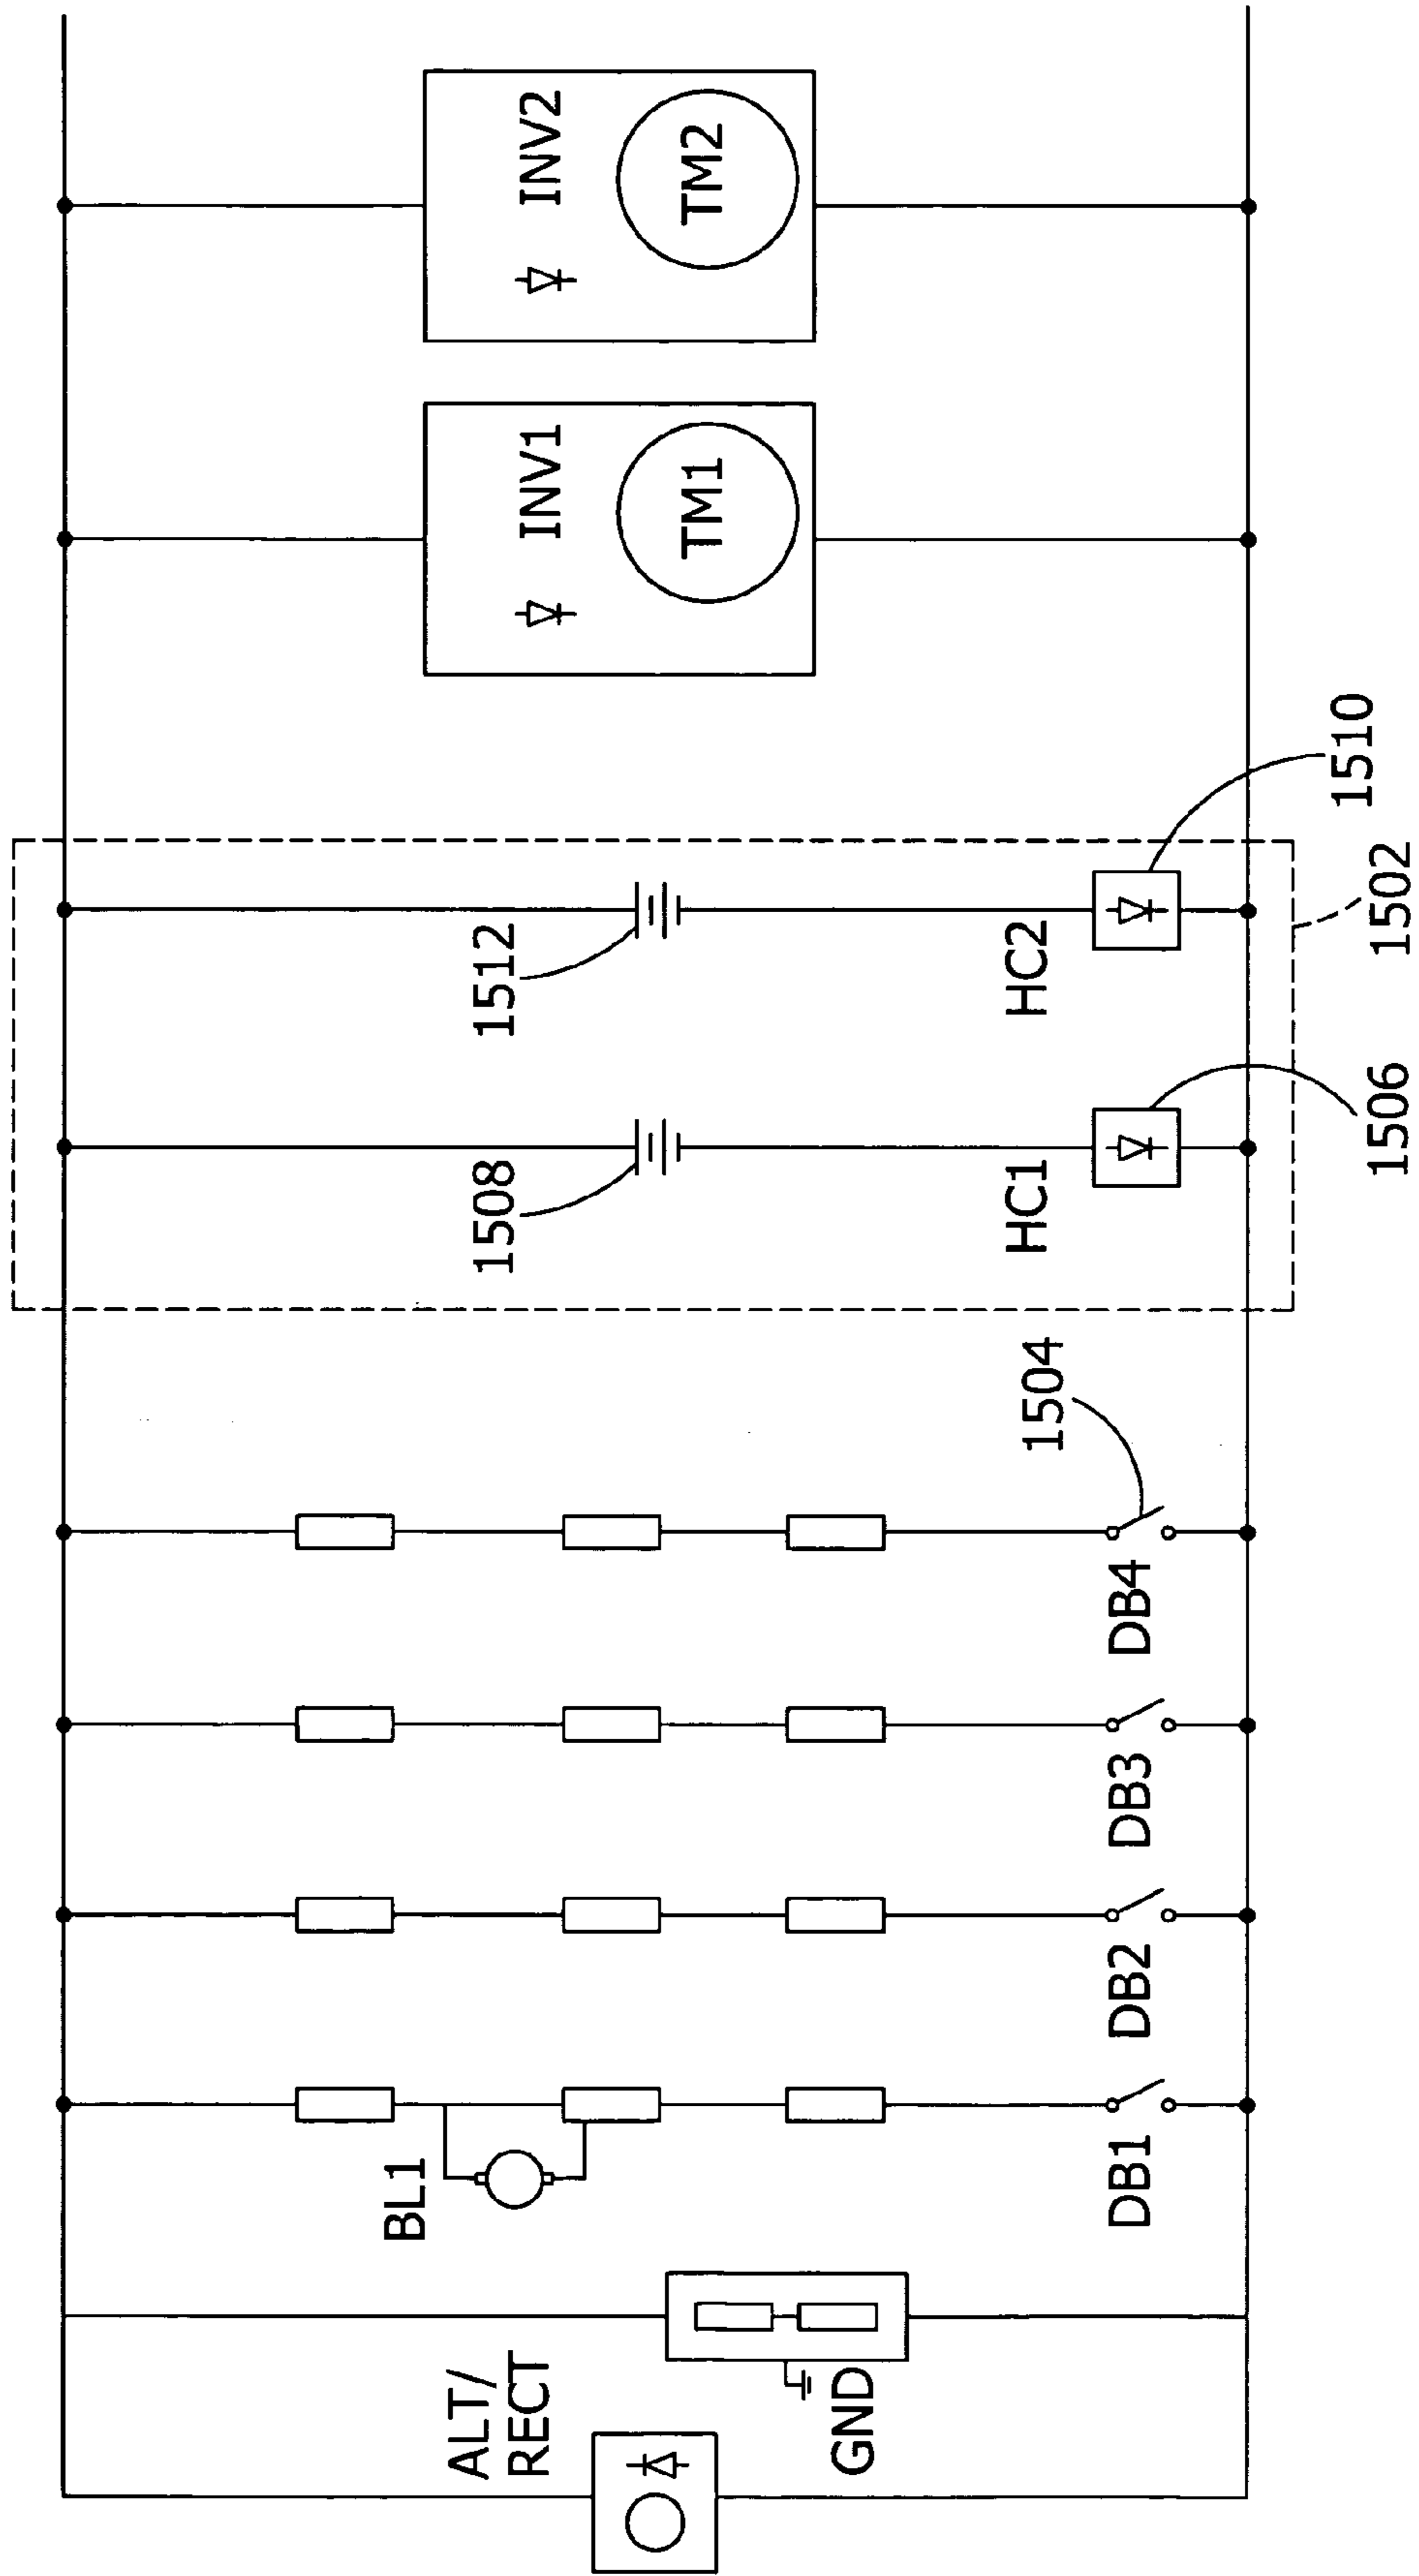 ALT/
RECT
GND
BL1
DB1
DB2
DB3
DB4
1504
1508
HC1
1506
1512
HC2
1510
1502
INV1
TM1
INV2
TM2